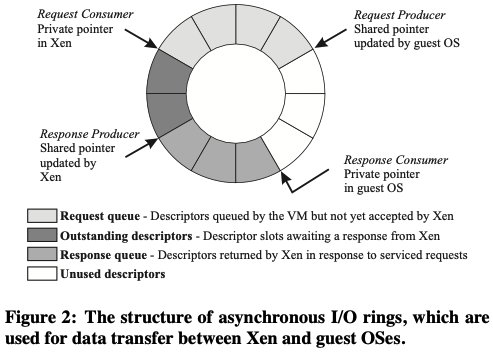 Request Consumer
Private pointer
in Xen
Request Producer
Shared pointer
updated by guest OS
Response Producer
Shared pointer
updated by
Xen
Response Consumer
Private pointer
in guest OS
Request queue - Descriptors queued by the VM but not yet accepted by Xen
Outstanding descriptors - Descriptor slots awaiting a response from Xen
Response queue - Descriptors returned by Xen in response to serviced requests
Unused descriptors
Figure 2: The structure of asynchronous I/O rings, which are
used for data transfer between Xen and guest OSes.